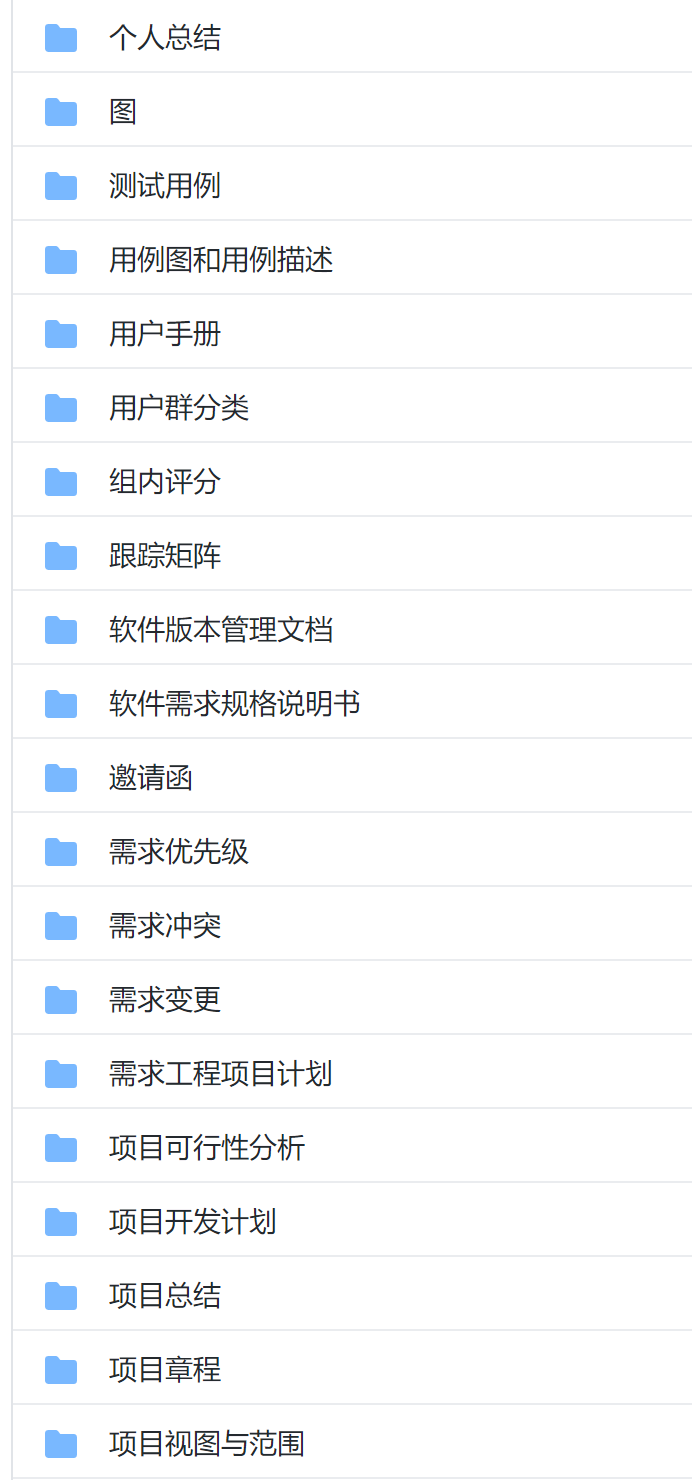 个人总结
图
测试用例
用例图和用例描述
用户手册
用户群分类
组内评分
跟踪矩阵
软件版本管理文档
软件需求规格说明书
邀请函
需求优先级
需求冲突
需求变更
需求工程项目计划
项目可行性分析
项目开发计划
项目总结
项目章程
项目视图与范围